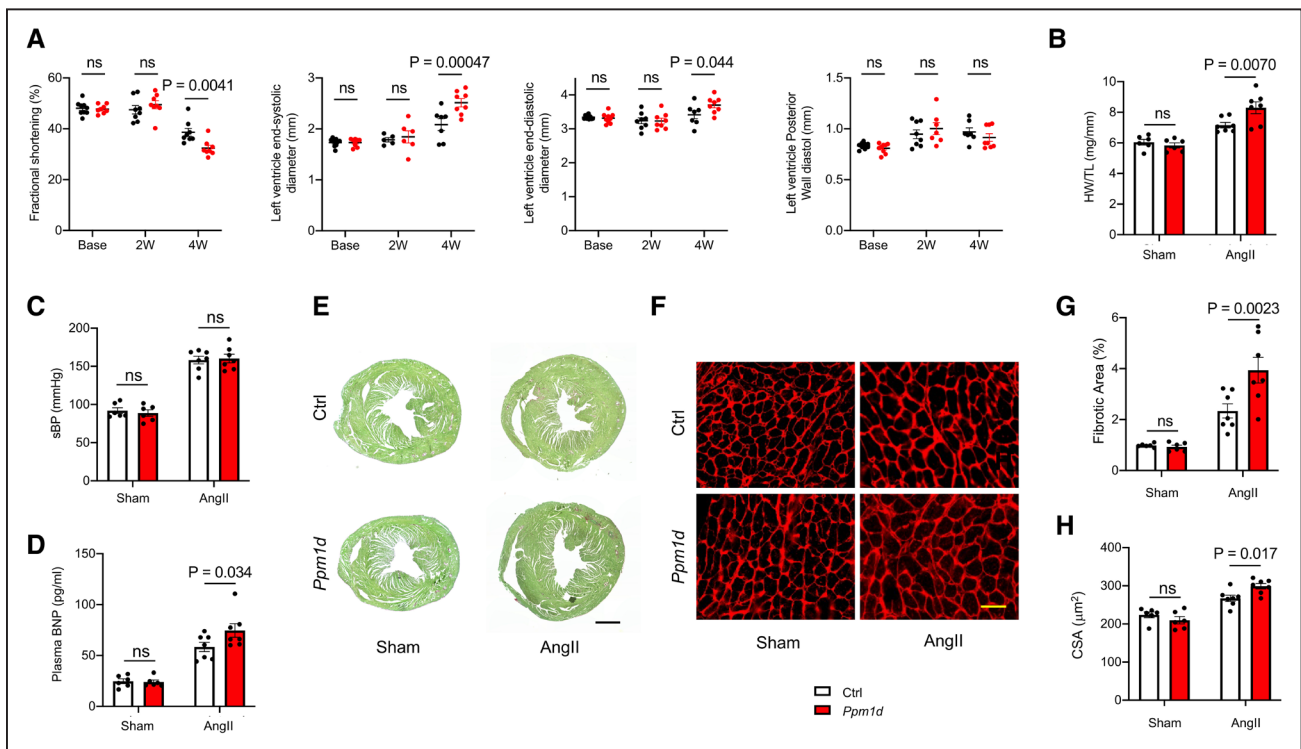 A
ns
ns
P = 0.0041
Fractional shortening (%)
60
40
20
0
Base
2W
4W
ns
ns
P = 0.00047
Left ventricle end-systolic
diameter (mm)
3
2
1
0
Base
2W
4W
ns
ns
P = 0.044
Left ventricle end-diastolic
diameter (mm)
4
3
2
1
0
Base
2W
4W
ns
ns
ns
Left ventricle Posterior
Wall diastol (mm)
1.5
1.0
0.5
0.0
Base
2W
4W
B
P = 0.0070
ns
HW/TL (mg/mm)
10
8
6
4
2
0
Sham
AngII
C
ns
ns
sBP (mmHg)
200
150
100
50
0
Sham
AngII
D
P = 0.034
ns
Plasma BNP (pg/ml)
150
100
50
0
Sham
AngII
E
Ctrl
Ppm1d
Sham
AngII
F
Ctrl
Ppm1d
Sham
AngII
Ctrl
Ppm1d
G
P = 0.0023
ns
Fibrotic Area (%)
6
4
2
0
Sham
AngII
H
P = 0.017
ns
CSA (μm²)
400
300
200
100
0
Sham
AngII